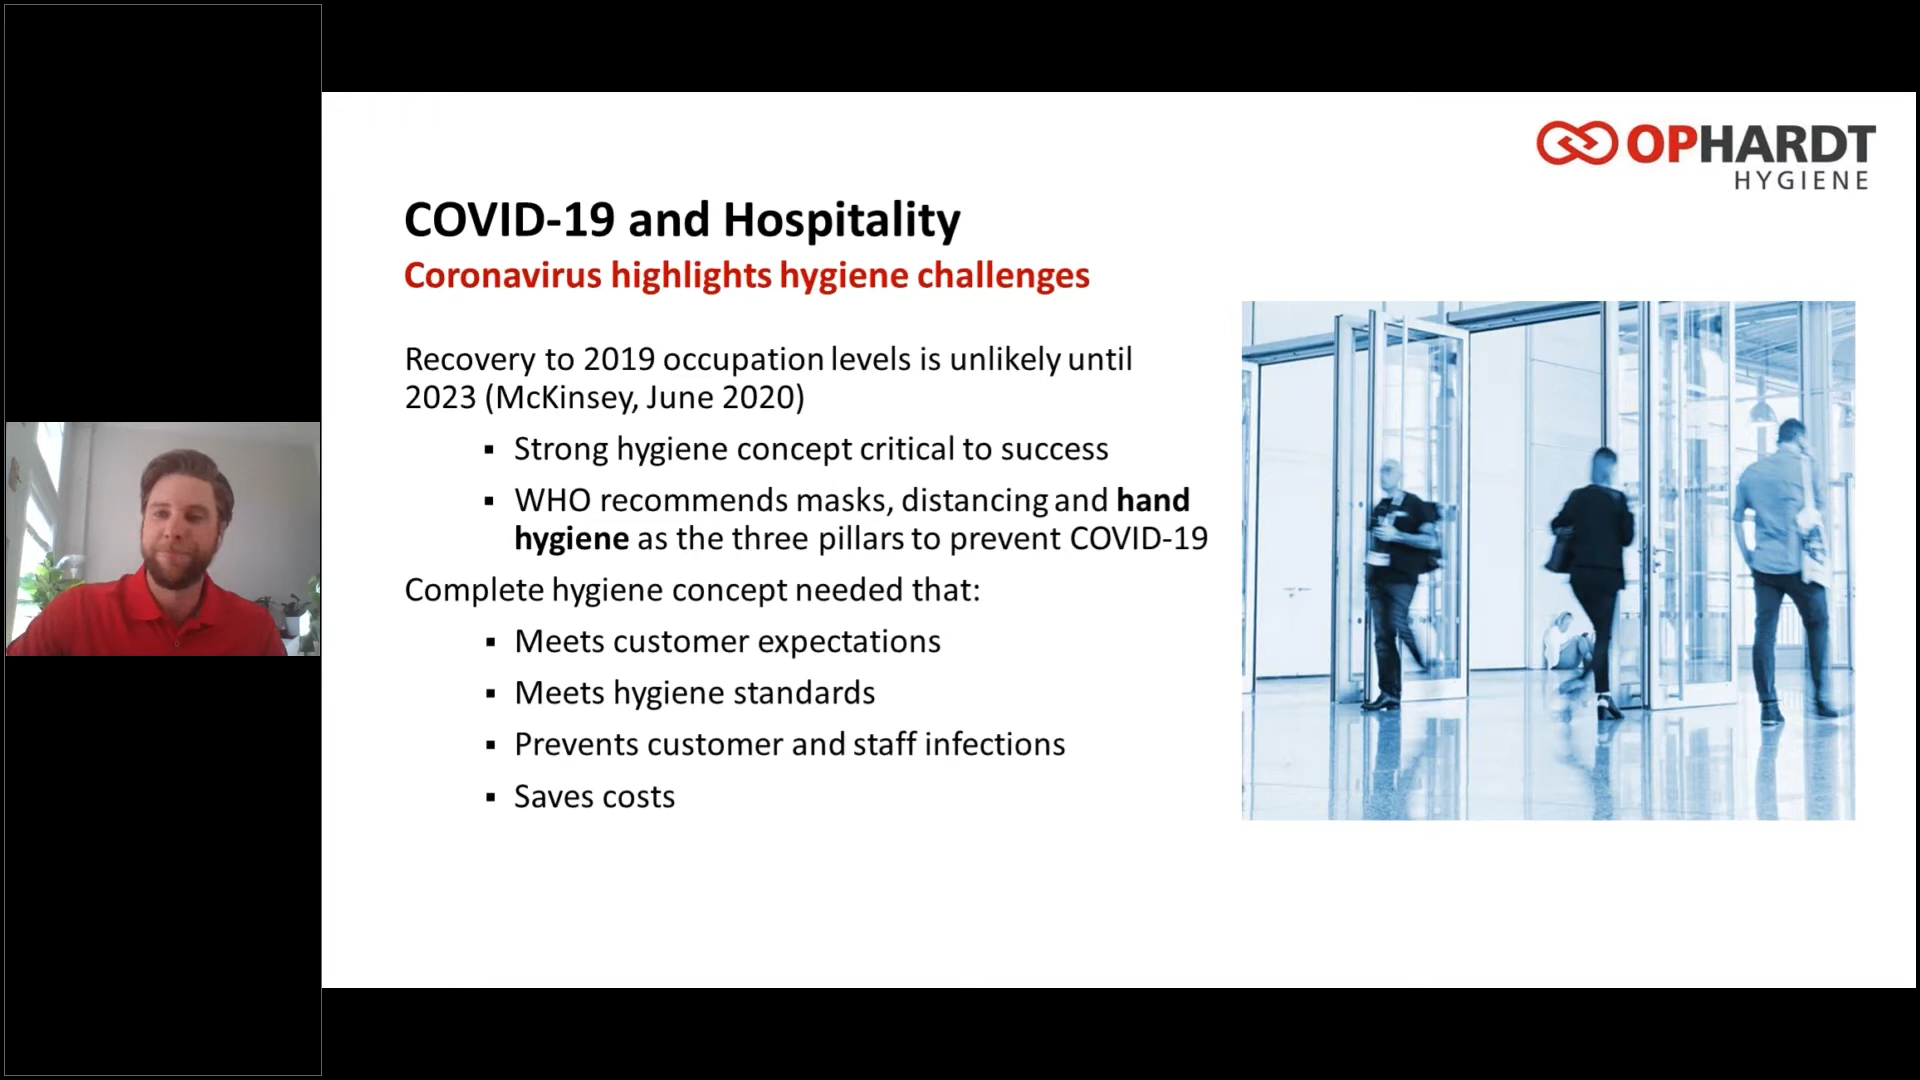 OPHARDT
HYGIENE
COVID-19 and Hospitality
Coronavirus highlights hygiene challenges
Recovery to 2019 occupation levels is unlikely until
2023 (McKinsey, June 2020)
▪ Strong hygiene concept critical to success
▪ WHO recommends masks, distancing and hand
hygiene as the three pillars to prevent COVID-19
Complete hygiene concept needed that:
▪ Meets customer expectations
▪ Meets hygiene standards
▪ Prevents customer and staff infections
▪ Saves costs